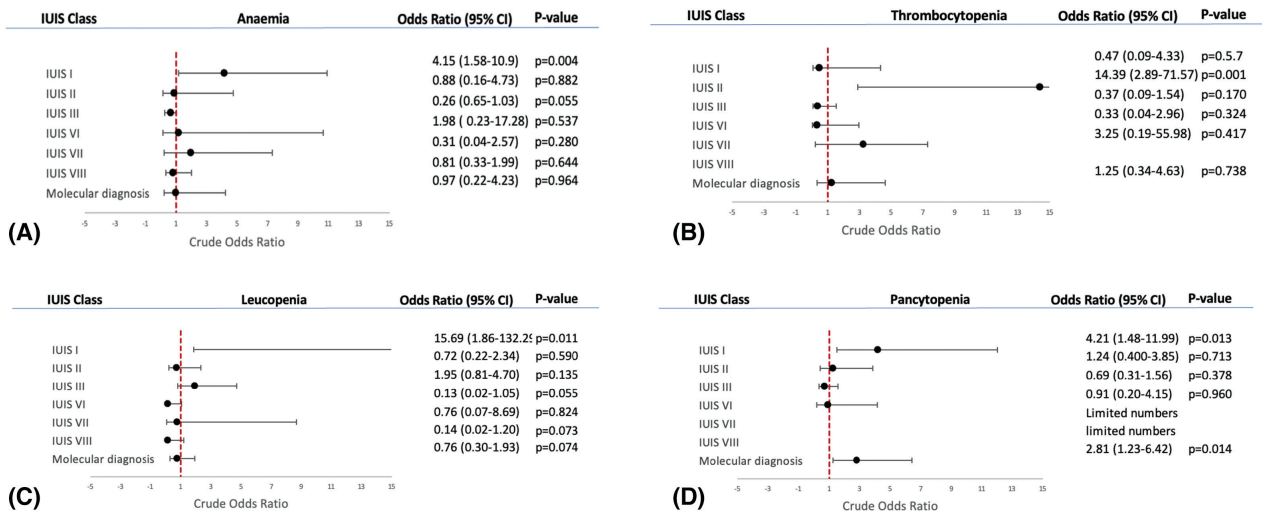 IUIS Class Anaemia Odds Ratio (95% CI) P-value
4.15 (1.58-10.9) p=0.004
IUIS I
0.88 (0.16-4.73) p=0.882
IUIS II
0.26 (0.65-1.03) p=0.055
IUIS III
1.98 ( 0.23-17.28) p=0.537
IUIS VI
0.31 (0.04-2.57) p=0.280
IUIS VII
0.81 (0.33-1.99) p=0.644
IUIS VIII
0.97 (0.22-4.23) p=0.964
Molecular diagnosis
-5 -3 -1 1 3 5 7 9 11 13 15
Crude Odds Ratio
(A)
IUIS Class Thrombocytopenia Odds Ratio (95% CI) P-value
0.47 (0.09-4.33) p=0.5.7
IUIS I
14.39 (2.89-71.57) p=0.001
IUIS II
0.37 (0.09-1.54) p=0.170
IUIS III
0.33 (0.04-2.96) p=0.324
IUIS VI
3.25 (0.19-55.98) p=0.417
IUIS VII
IUIS VIII
1.25 (0.34-4.63) p=0.738
Molecular diagnosis
-5 -3 -1 1 3 5 7 9 11 13 15
Crude Odds Ratio
(B)
IUIS Class Leucopenia Odds Ratio (95% CI) P-value
15.69 (1.86-132.29 p=0.011
IUIS I
0.72 (0.22-2.34) p=0.590
IUIS II
1.95 (0.81-4.70) p=0.135
IUIS III
0.13 (0.02-1.05) p=0.055
IUIS VI
0.76 (0.07-8.69) p=0.824
IUIS VII
0.14 (0.02-1.20) p=0.073
IUIS VIII
0.76 (0.30-1.93) p=0.074
Molecular diagnosis
-5 -3 -1 1 3 5 7 9 11 13 15
Crude Odds Ratio
(C)
IUIS Class Pancytopenia Odds Ratio (95% CI) P-value
4.21 (1.48-11.99) p=0.013
IUIS I
1.24 (0.400-3.85) p=0.713
IUIS II
0.69 (0.31-1.56) p=0.378
IUIS III
0.91 (0.20-4.15) p=0.960
IUIS VI
Limited numbers
IUIS VII
limited numbers
IUIS VIII
2.81 (1.23-6.42) p=0.014
Molecular diagnosis
-5 -3 -1 1 3 5 7 9 11 13 15
Crude Odds Ratio
(D)